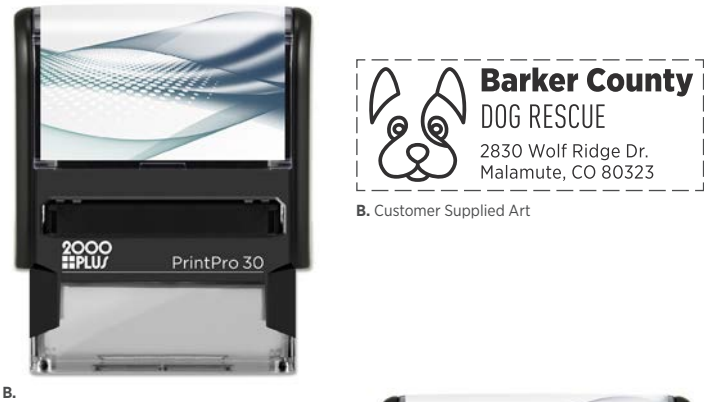 2000
PLUS
PrintPro 30
B.
Barker County
DOG RESCUE
2830 Wolf Ridge Dr.
Malamute, CO 80323
B. Customer Supplied Art